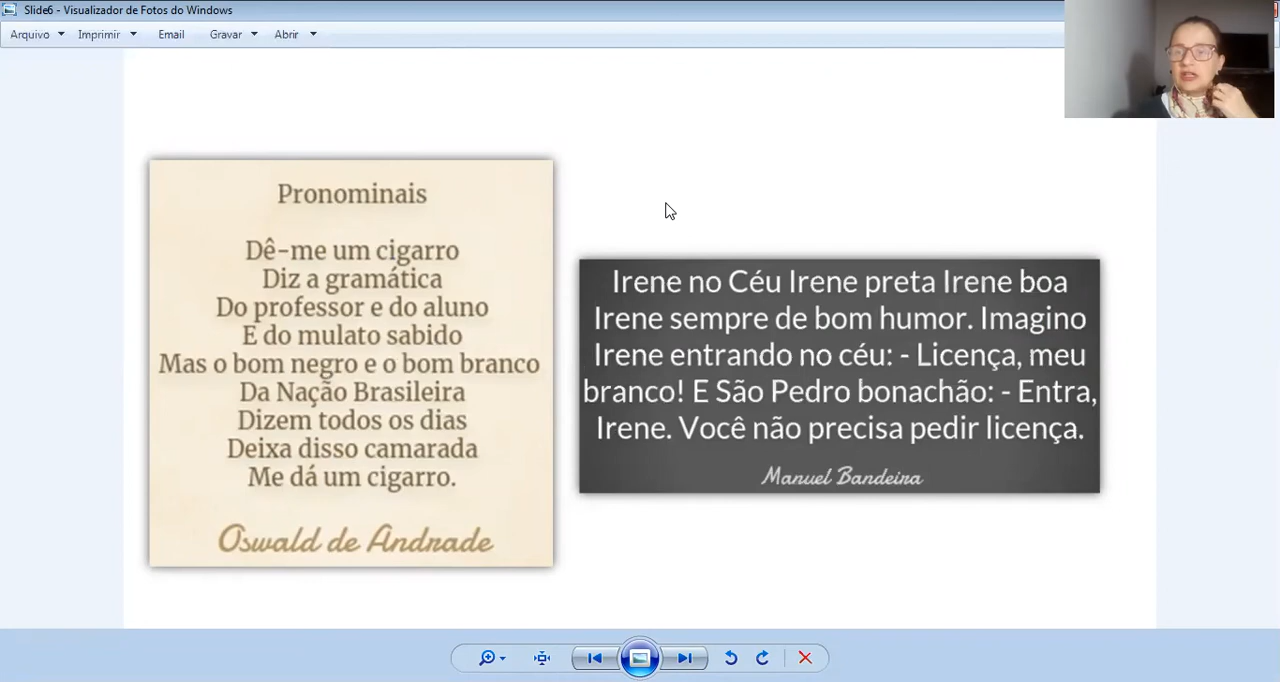 Slide6 - Visualizador de Fotos do Windows
Arquivo Imprimir Email Gravar Abrir
Pronominais
Dê-me um cigarro
Diz a gramática
Do professor e do aluno
E do mulato sabido
Mas o bom negro e o bom branco
Da Nação Brasileira
Dizem todos os dias
Deixa disso camarada
Me dá um cigarro.
Oswald de Andrade
Irene no Céu Irene preta Irene boa
Irene sempre de bom humor. Imagino
Irene entrando no céu: - Licença, meu
branco! E São Pedro bonachão: - Entra,
Irene. Você não precisa pedir licença.
Manuel Bandeira